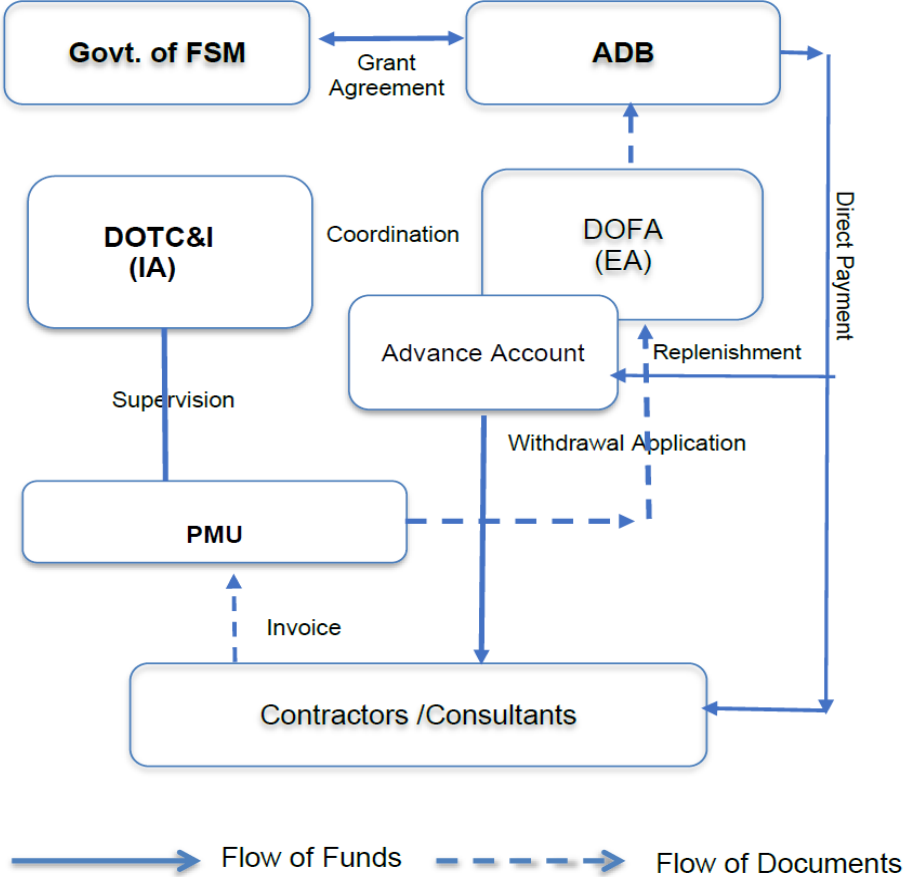 Govt. of FSM
Grant
Agreement
ADB
DOTC&I
(IA)
Coordination
DOFA
(EA)
Direct Payment
Advance Account
Replenishment
Supervision
Withdrawal Application
PMU
Invoice
Contractors /Consultants
Flow of Funds
Flow of Documents